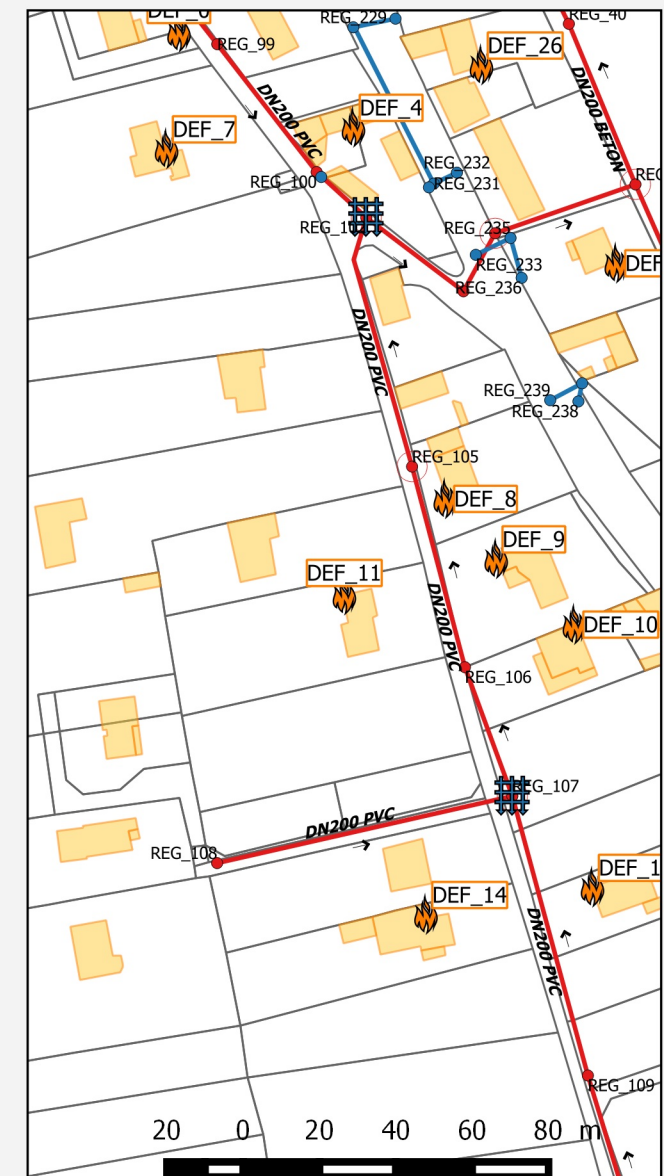 REG_229
REG_40
REG_99
DEF_26
DN200 BETON
DN200 PVC
DEF_4
DEF_7
REG_232
REG_100
REG_231
REG_235
REG_233
REG_236
DN200 PVC
REG_239
REG_238
REG_105
DEF_8
DEF_9
DEF_11
DN200 PVC
DEF_10
REG_106
REG_107
DN200 PVC
REG_108
DEF_14
DN200 PVC
REG_109
20 0 20 40 60 80 m